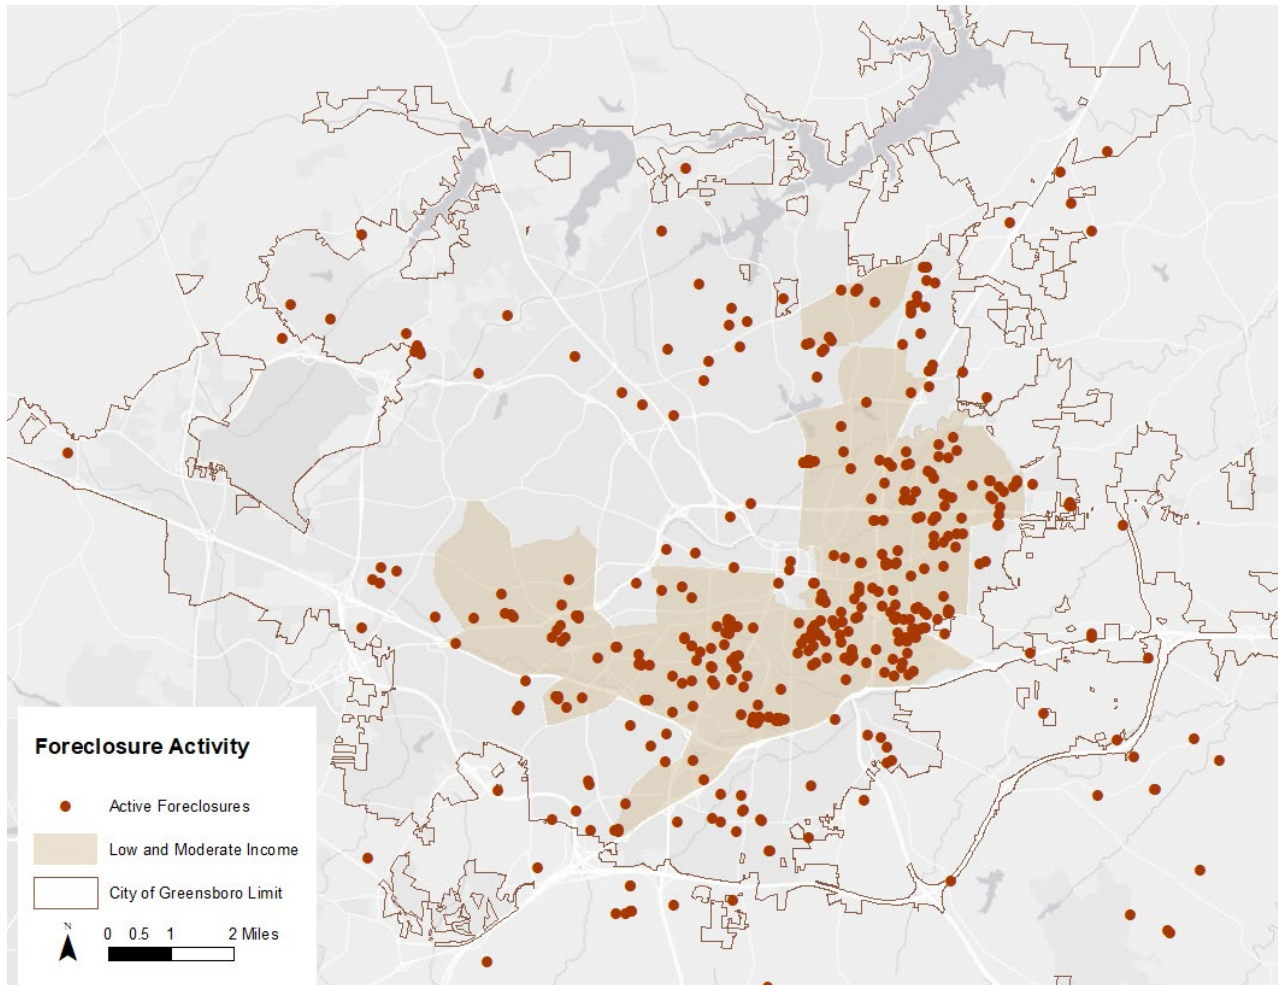 Foreclosure Activity
Active Foreclosures
Low and Moderate Income
City of Greensboro Limit
N
0 0.5 1 2 Miles